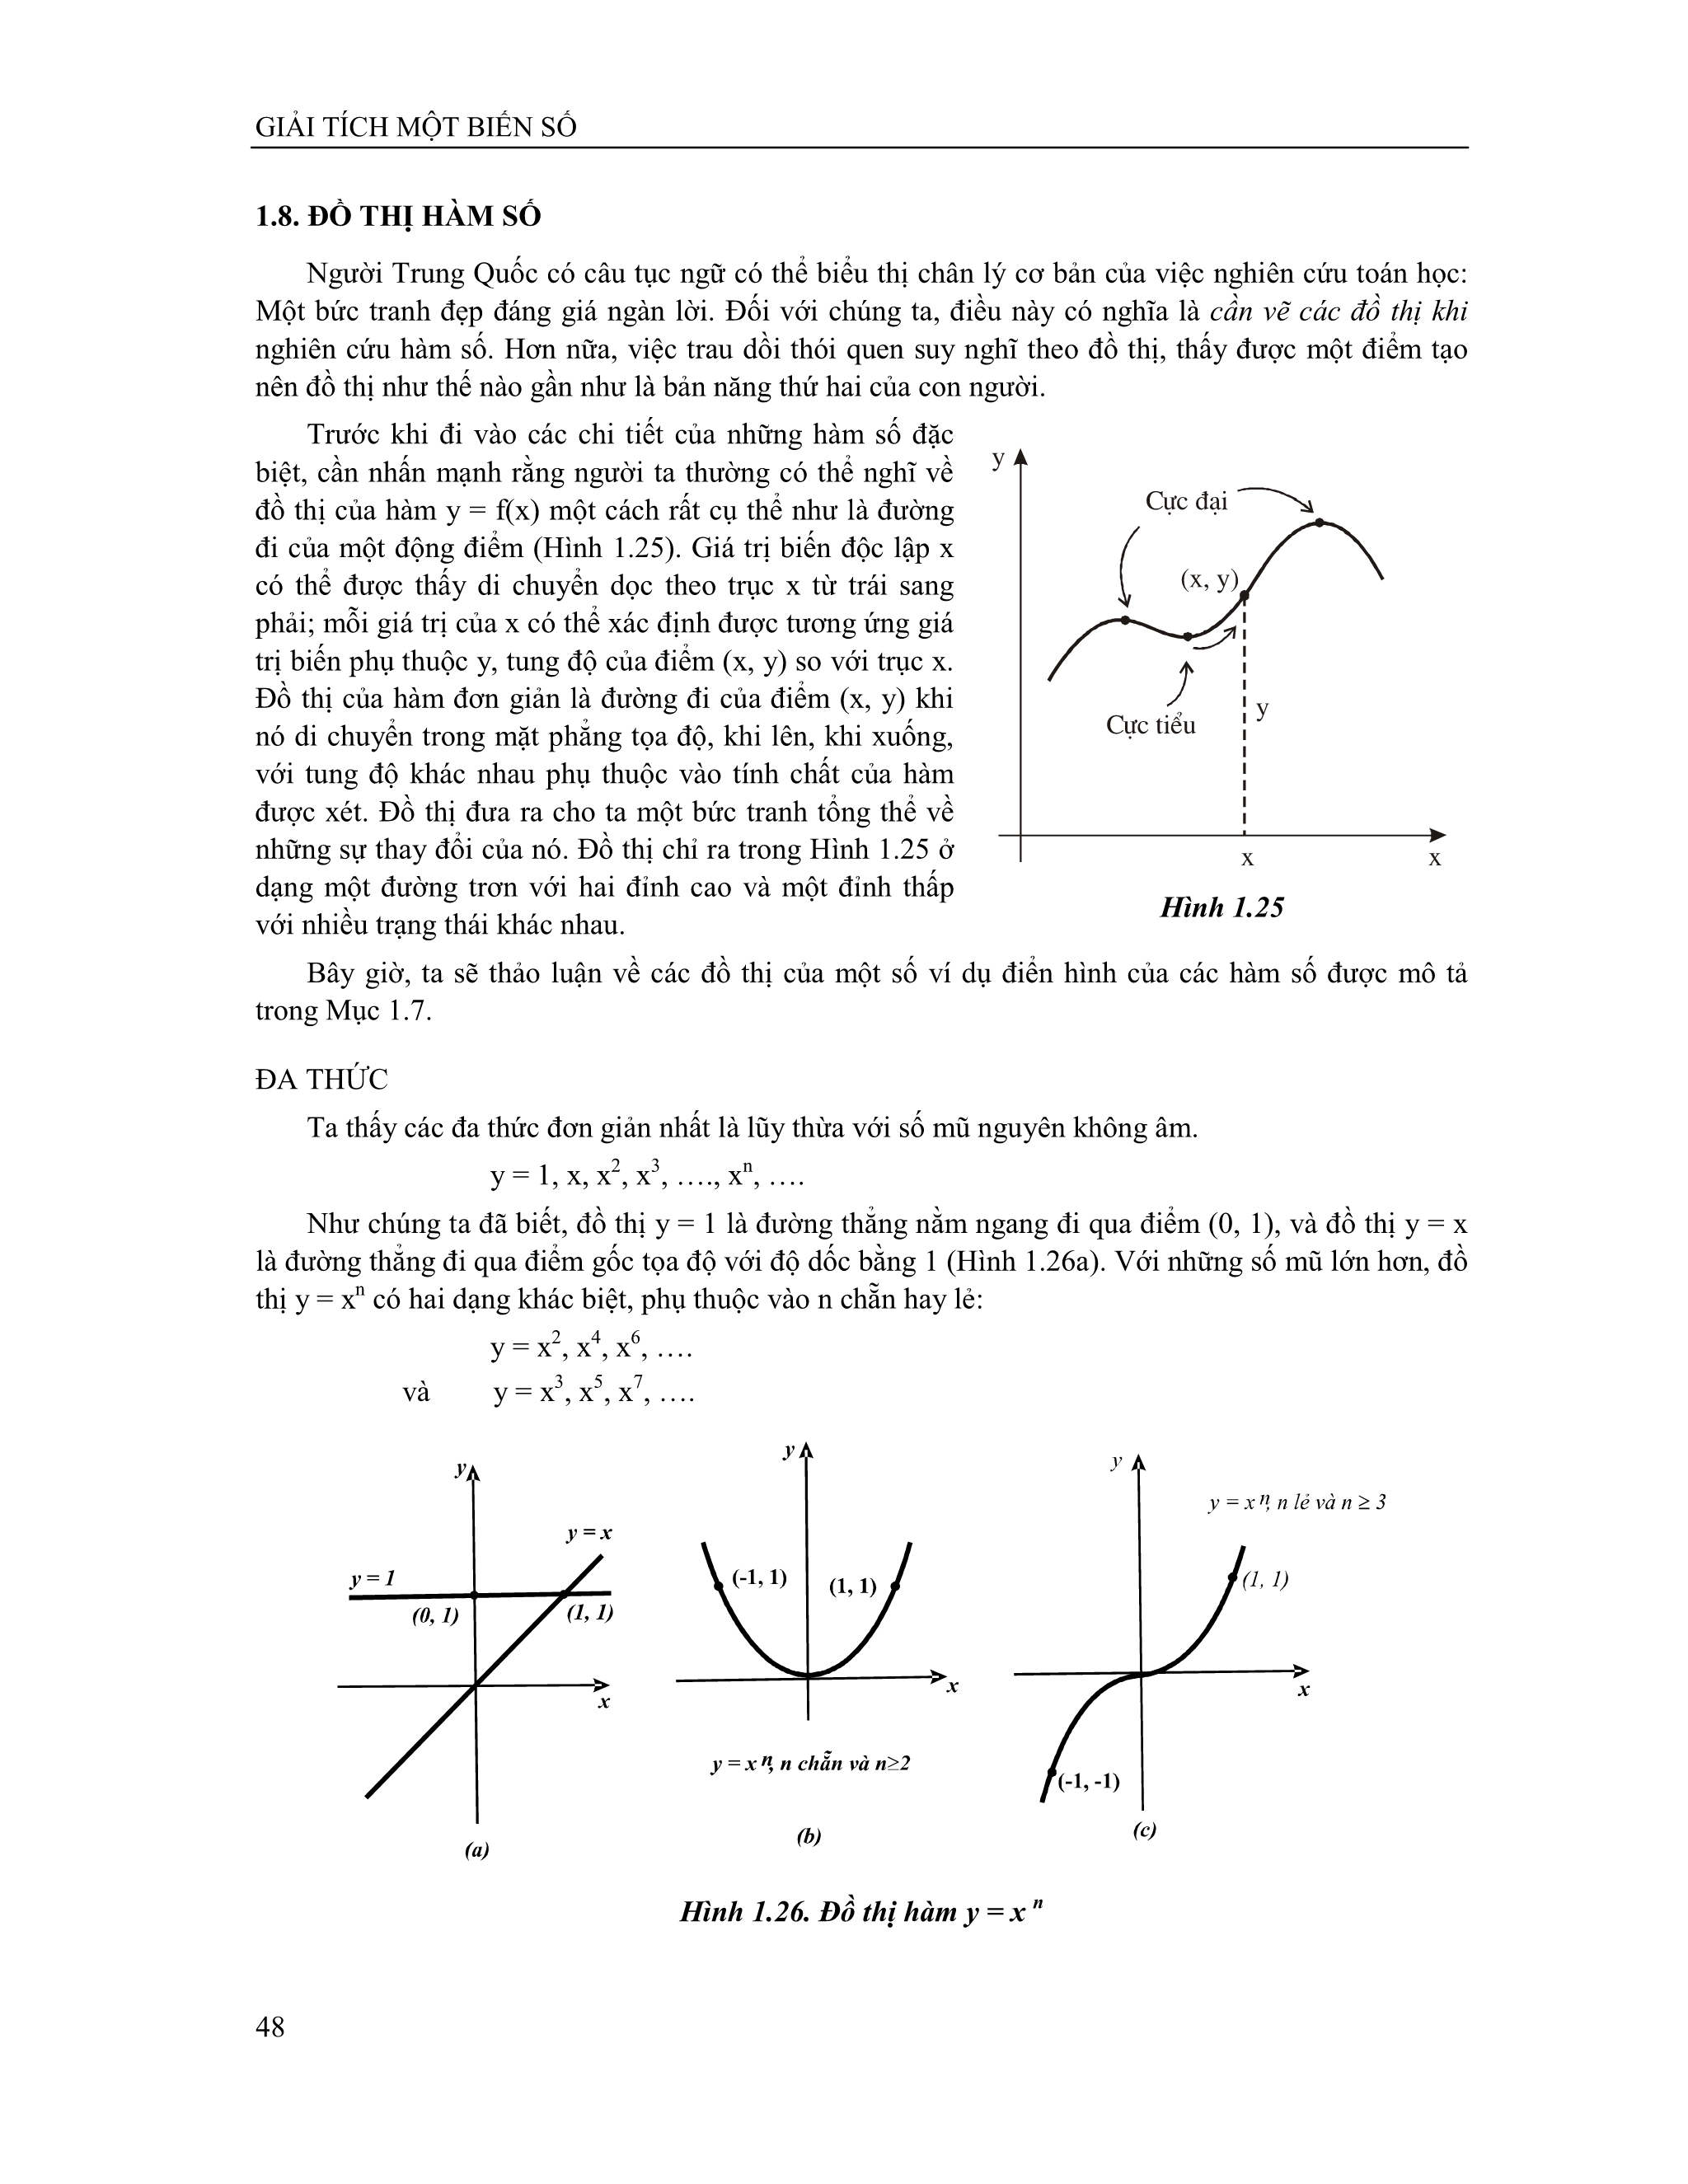 GIẢI TÍCH MỘT BIẾN SỐ
1.8. ĐỒ THỊ HÀM SỐ
Người Trung Quốc có câu tục ngữ có thể biểu thị chân lý cơ bản của việc nghiên cứu toán học:
Một bức tranh đẹp đáng giá ngàn lời. Đối với chúng ta, điều này có nghĩa là cần vẽ các đồ thị khi
nghiên cứu hàm số. Hơn nữa, việc trau dồi thói quen suy nghĩ theo đồ thị, thấy được một điểm tạo
nên đồ thị như thế nào gần như là bản năng thứ hai của con người.
Trước khi đi vào các chi tiết của những hàm số đặc
biệt, cần nhấn mạnh rằng người ta thường có thể nghĩ về
đồ thị của hàm y = f(x) một cách rất cụ thể như là đường
đi của một động điểm (Hình 1.25). Giá trị biến độc lập x
có thể được thấy di chuyển dọc theo trục x từ trái sang
phải; mỗi giá trị của x có thể xác định được tương ứng giá
trị biến phụ thuộc y, tung độ của điểm (x, y) so với trục x.
Đồ thị của hàm đơn giản là đường đi của điểm (x, y) khi
nó di chuyển trong mặt phẳng tọa độ, khi lên, khi xuống,
với tung độ khác nhau phụ thuộc vào tính chất của hàm
được xét. Đồ thị đưa ra cho ta một bức tranh tổng thể về
những sự thay đổi của nó. Đồ thị chỉ ra trong Hình 1.25 ở
dạng một đường trơn với hai đỉnh cao và một đỉnh thấp
với nhiều trạng thái khác nhau.
y
Cực đại
(x, y)
Cực tiểu
y
x
x
Hình 1.25
Bây giờ, ta sẽ thảo luận về các đồ thị của một số ví dụ điển hình của các hàm số được mô tả
trong Mục 1.7.
ĐA THỨC
Ta thấy các đa thức đơn giản nhất là lũy thừa với số mũ nguyên không âm.
y = 1, x, x², x³, …., xⁿ, ….
Như chúng ta đã biết, đồ thị y = 1 là đường thẳng nằm ngang đi qua điểm (0, 1), và đồ thị y = x
là đường thẳng đi qua điểm gốc tọa độ với độ dốc bằng 1 (Hình 1.26a). Với những số mũ lớn hơn, đồ
thị y = xⁿ có hai dạng khác biệt, phụ thuộc vào n chẵn hay lẻ:
y = x², x⁴, x⁶, ….
và y = x³, x⁵, x⁷, ….
y
y = x
y = 1
(0, 1)
(1, 1)
x
(a)
y
(-1, 1)
(1, 1)
x
y = x ⁿ, n chẵn và n≥2
(b)
y
y = x ⁿ, n lẻ và n ≥ 3
(1, 1)
x
(-1, -1)
(c)
Hình 1.26. Đồ thị hàm y = x ⁿ
48